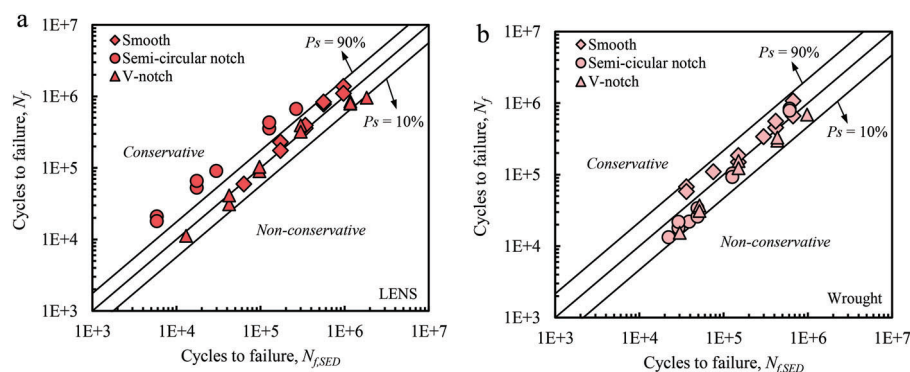 a
1E+7
1E+6
1E+5
1E+4
1E+3
Cycles to failure, Nf
Smooth
Semi-circular notch
V-notch
Ps = 90%
Ps = 10%
Conservative
Non-conservative
LENS
1E+3 1E+4 1E+5 1E+6 1E+7
Cycles to failure, Nf,SED
b
1E+7
1E+6
1E+5
1E+4
1E+3
Cycles to failure, Nf
Smooth
Semi-circular notch
V-notch
Ps = 90%
Ps = 10%
Conservative
Non-conservative
Wrought
1E+3 1E+4 1E+5 1E+6 1E+7
Cycles to failure, Nf,SED